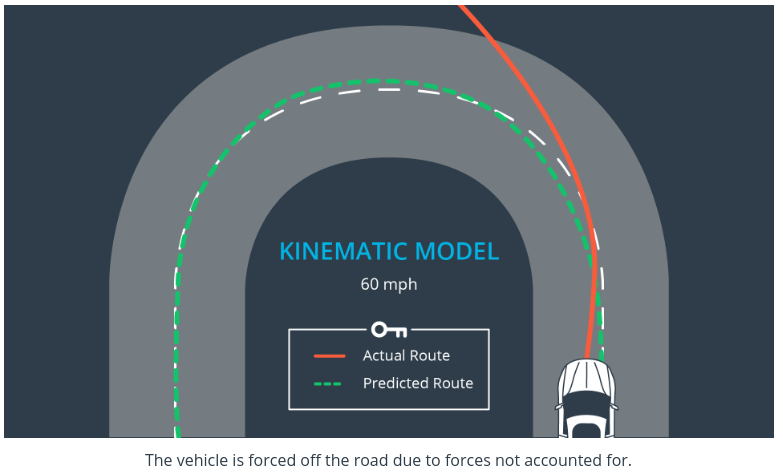 KINEMATIC MODEL
60 mph
Actual Route
Predicted Route
The vehicle is forced off the road due to forces not accounted for.